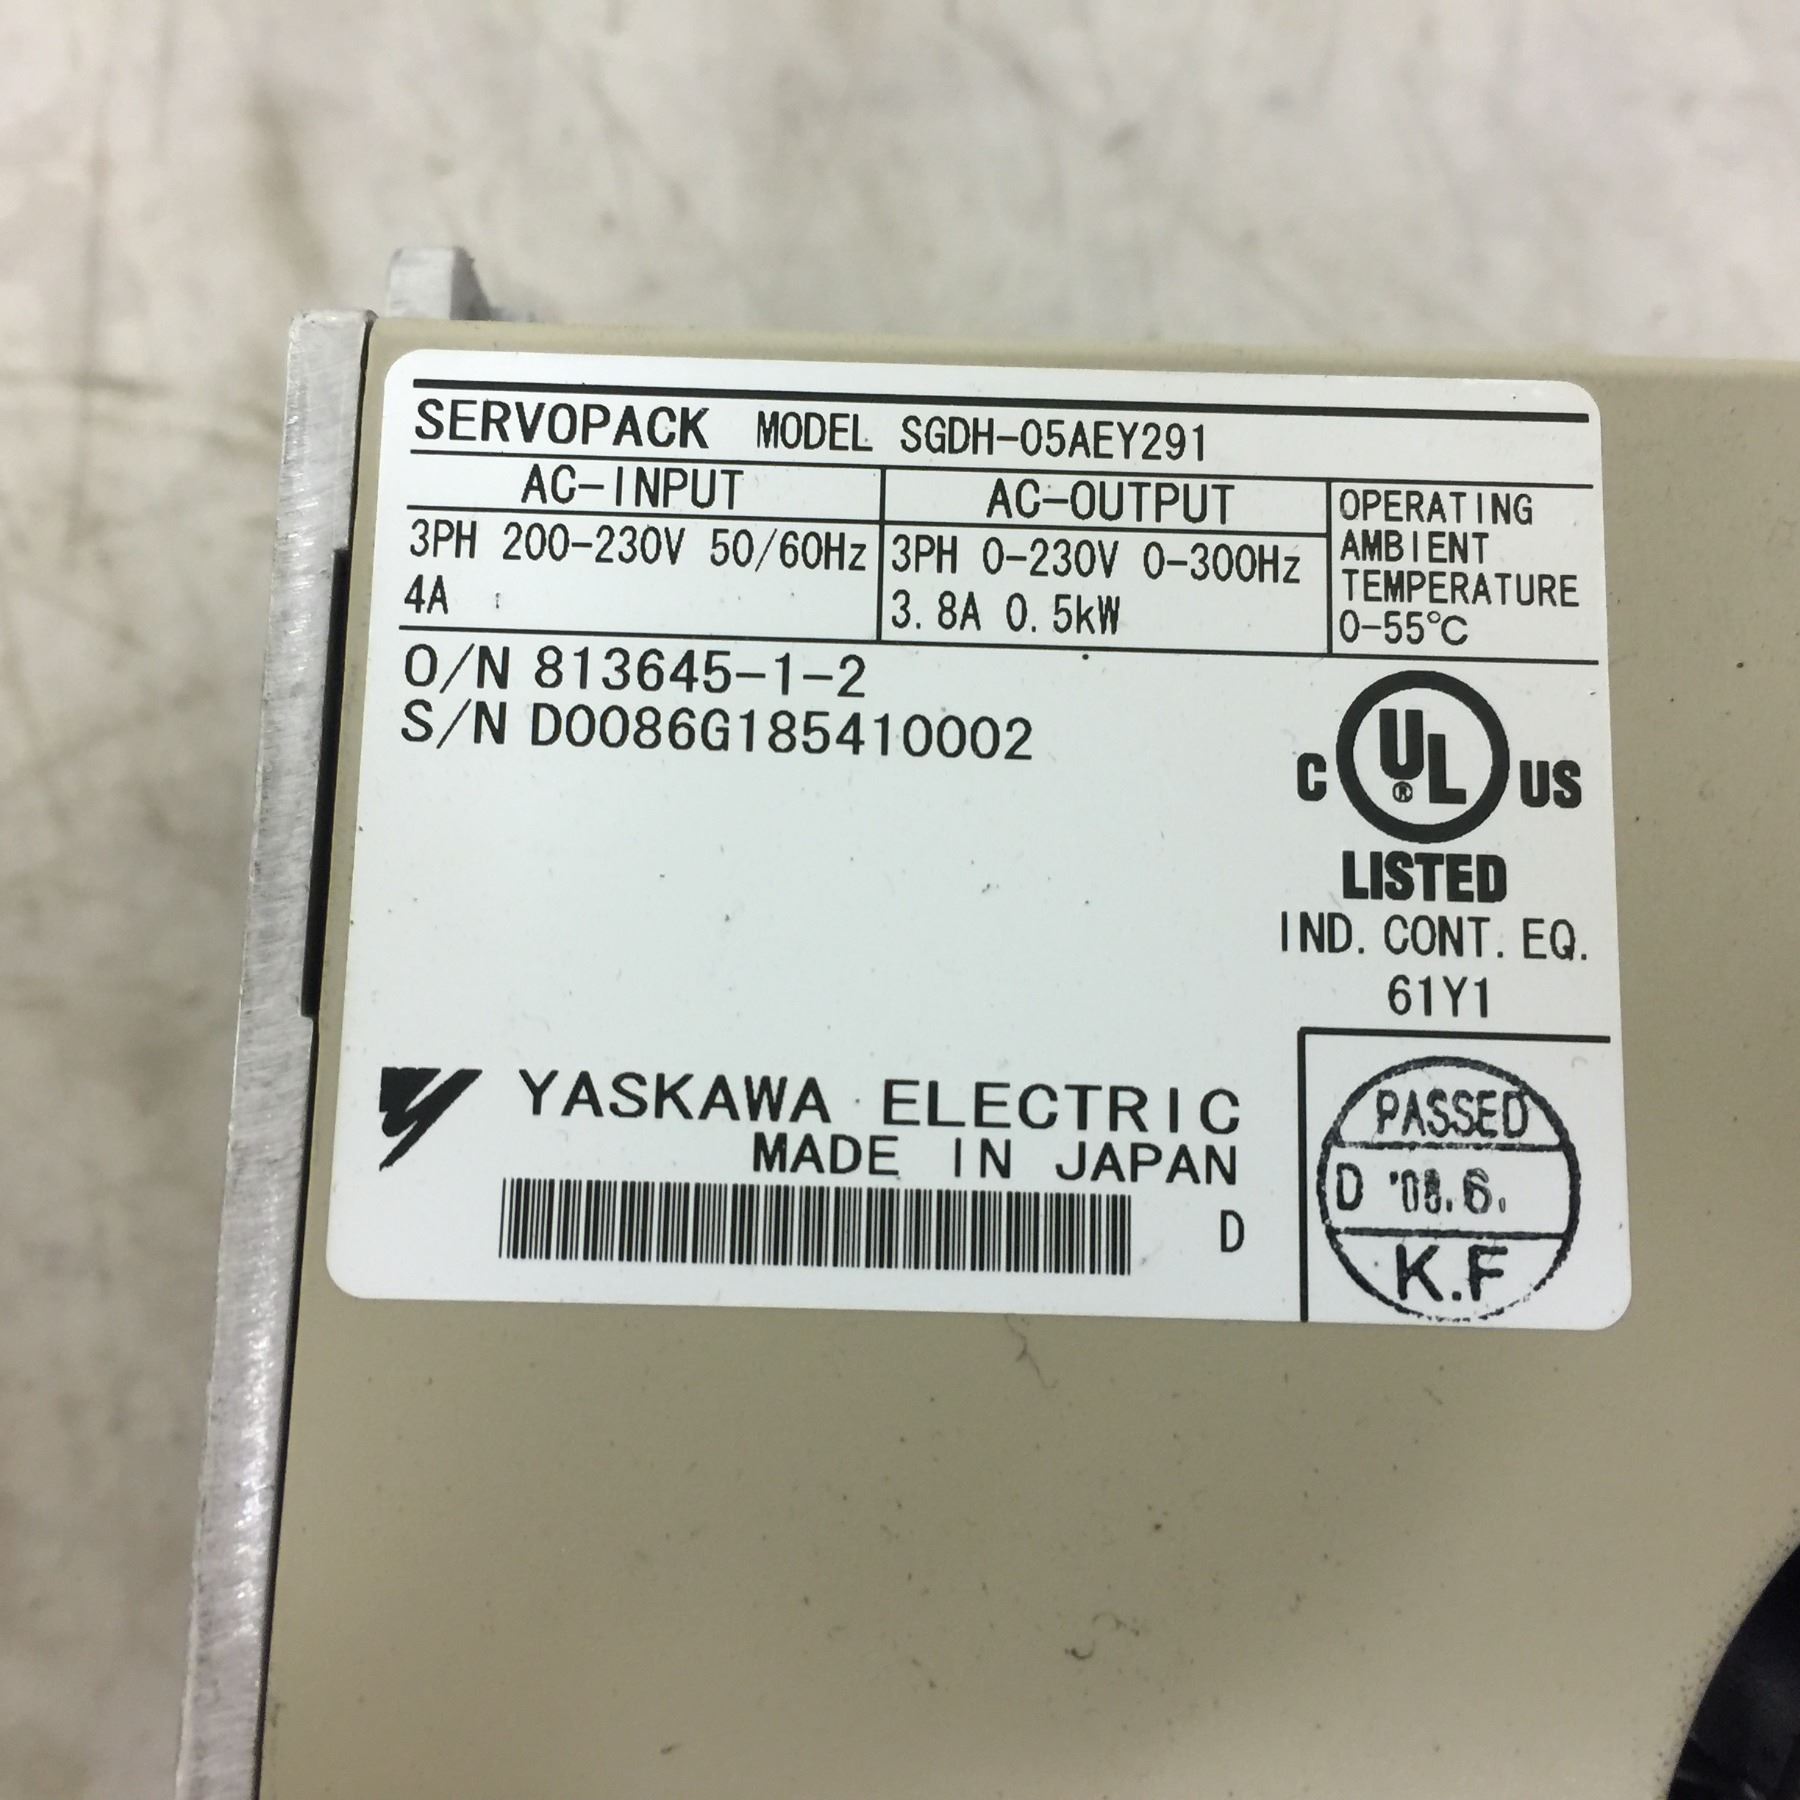 SERVOPACK MODEL SGDH-05AEY291
AC-INPUT
3PH 200-230V 50/60Hz
4A
AC-OUTPUT
3PH 0-230V 0-300Hz
3.8A 0.5kW
OPERATING
AMBIENT
TEMPERATURE
0-55℃
O/N 813645-1-2
S/N D0086G185410002
C UL® US
LISTED
IND. CONT. EQ.
61Y1
YASKAWA ELECTRIC
MADE IN JAPAN
D
PASSED
D '08.6.
K.F